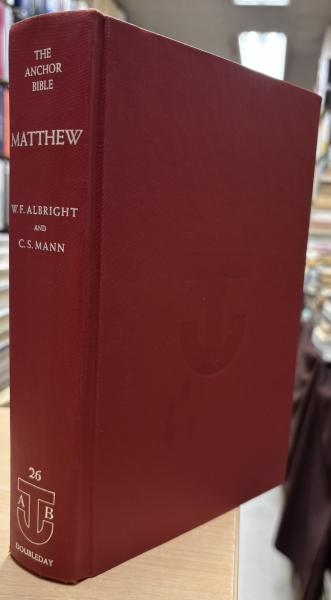 THE
ANCHOR
BIBLE
MATTHEW
W. F. ALBRIGHT
AND
C. S. MANN
26
A B
DOUBLEDAY